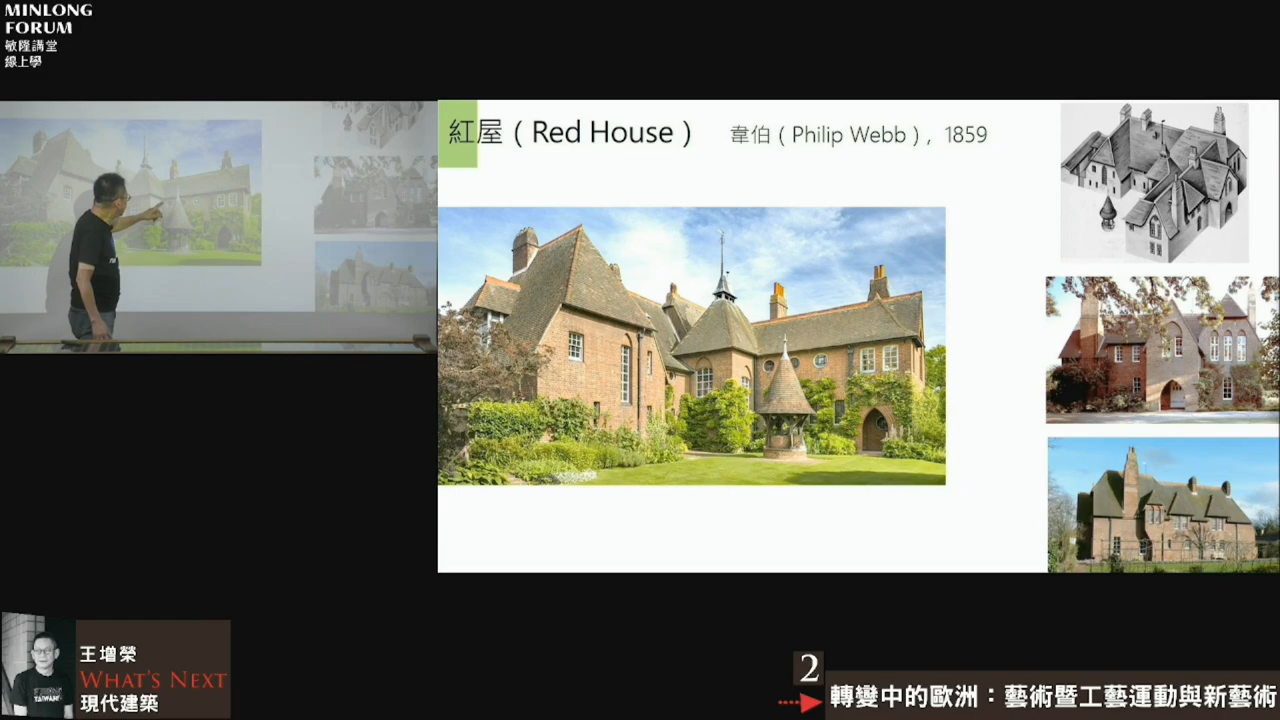 MINLONG
FORUM
敏隆講堂
線上學
紅屋（Red House） 韋伯（Philip Webb）, 1859
王增榮
WHAT'S NEXT
現代建築
2
轉變中的歐洲：藝術暨工藝運動與新藝術